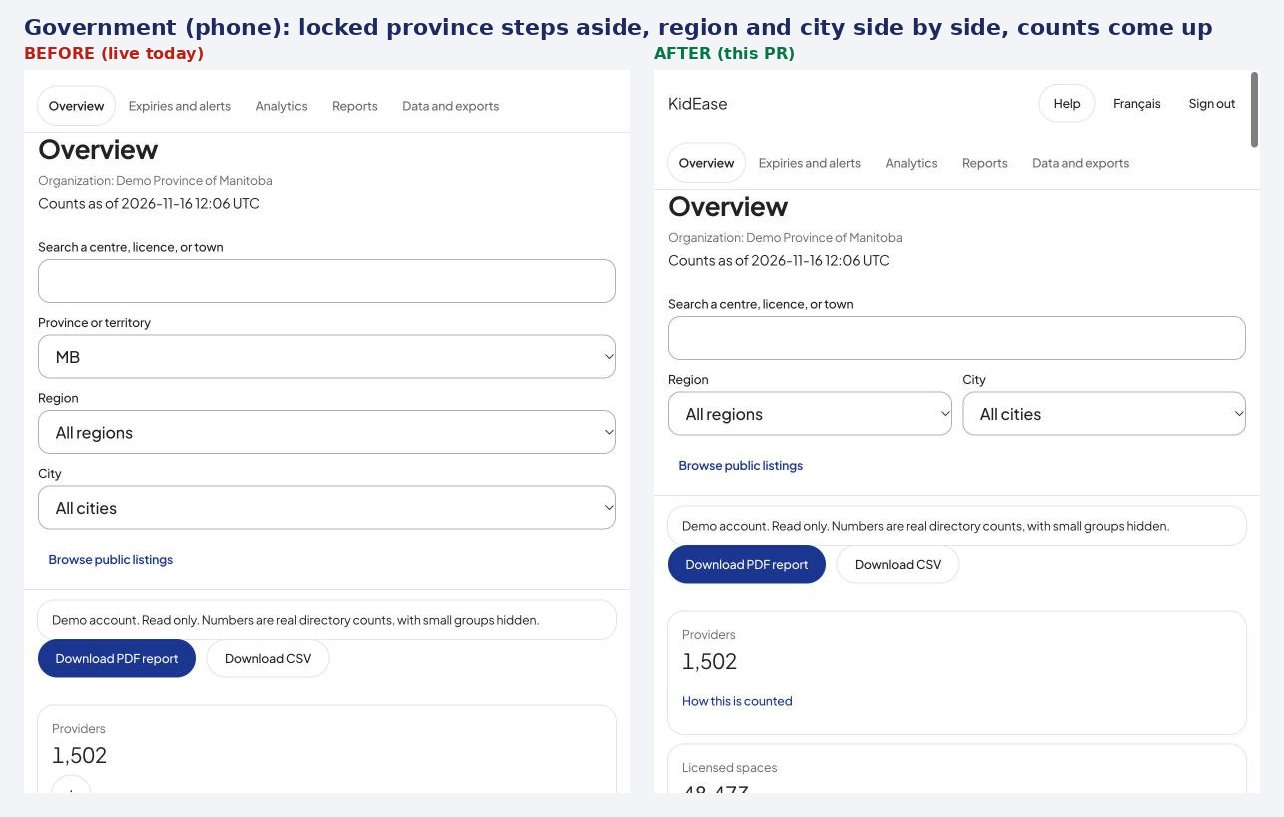 Government (phone): locked province steps aside, region and city side by side, counts come up
BEFORE (live today)
Overview Expiries and alerts Analytics Reports Data and exports
Overview
Organization: Demo Province of Manitoba
Counts as of 2026-11-16 12:06 UTC
Search a centre, licence, or town
Province or territory
MB
Region
All regions
City
All cities
Browse public listings
Demo account. Read only. Numbers are real directory counts, with small groups hidden.
Download PDF report Download CSV
Providers
1,502
AFTER (this PR)
KidEase Help Français Sign out
Overview Expiries and alerts Analytics Reports Data and exports
Overview
Organization: Demo Province of Manitoba
Counts as of 2026-11-16 12:06 UTC
Search a centre, licence, or town
Region City
All regions All cities
Browse public listings
Demo account. Read only. Numbers are real directory counts, with small groups hidden.
Download PDF report Download CSV
Providers
1,502
How this is counted
Licensed spaces